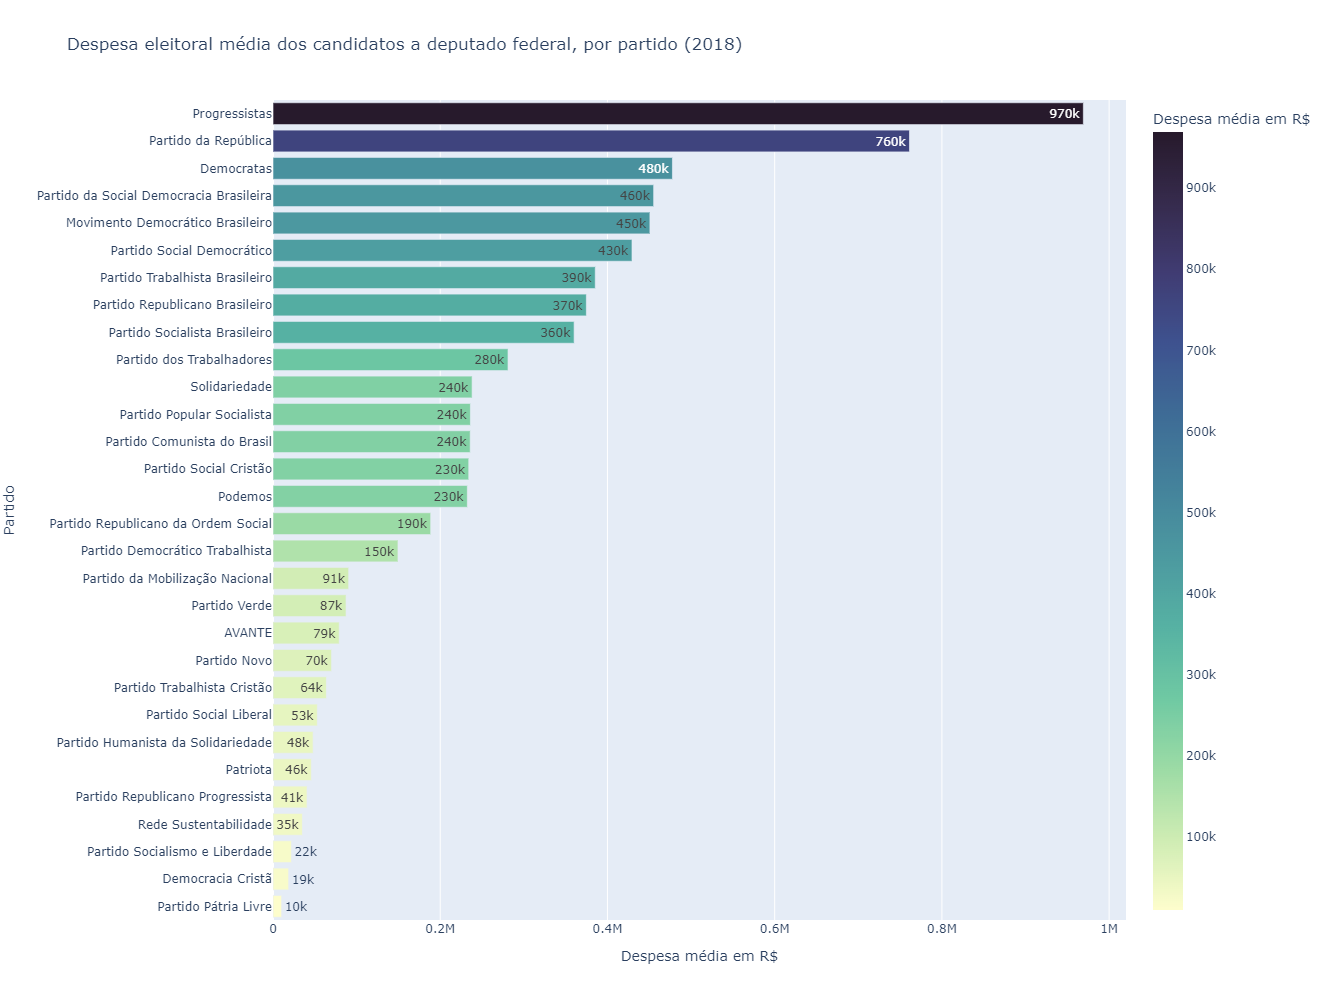 Despesa eleitoral média dos candidatos a deputado federal, por partido (2018)
Despesa média em R$
Progressistas 970k
Partido da República 760k
Democratas 480k
Partido da Social Democracia Brasileira 460k
Movimento Democrático Brasileiro 450k
Partido Social Democrático 430k
Partido Trabalhista Brasileiro 390k
Partido Republicano Brasileiro 370k
Partido Socialista Brasileiro 360k
Partido dos Trabalhadores 280k
Solidariedade 240k
Partido Popular Socialista 240k
Partido Comunista do Brasil 240k
Partido Social Cristão 230k
Podemos 230k
Partido Republicano da Ordem Social 190k
Partido Democrático Trabalhista 150k
Partido da Mobilização Nacional 91k
Partido Verde 87k
AVANTE 79k
Partido Novo 70k
Partido Trabalhista Cristão 64k
Partido Social Liberal 53k
Partido Humanista da Solidariedade 48k
Patriota 46k
Partido Republicano Progressista 41k
Rede Sustentabilidade 35k
Partido Socialismo e Liberdade 22k
Democracia Cristã 19k
Partido Pátria Livre 10k
Partido
0 0.2M 0.4M 0.6M 0.8M 1M
Despesa média em R$
900k
800k
700k
600k
500k
400k
300k
200k
100k